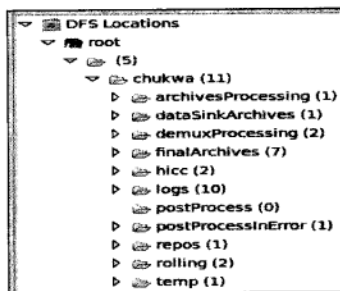 DFS Locations
root
(5)
chukwa (11)
archivesProcessing (1)
dataSinkArchives (1)
demuxProcessing (2)
finalArchives (7)
hicc (2)
logs (10)
postProcess (0)
postProcessInError (1)
repos (1)
rolling (2)
temp (1)